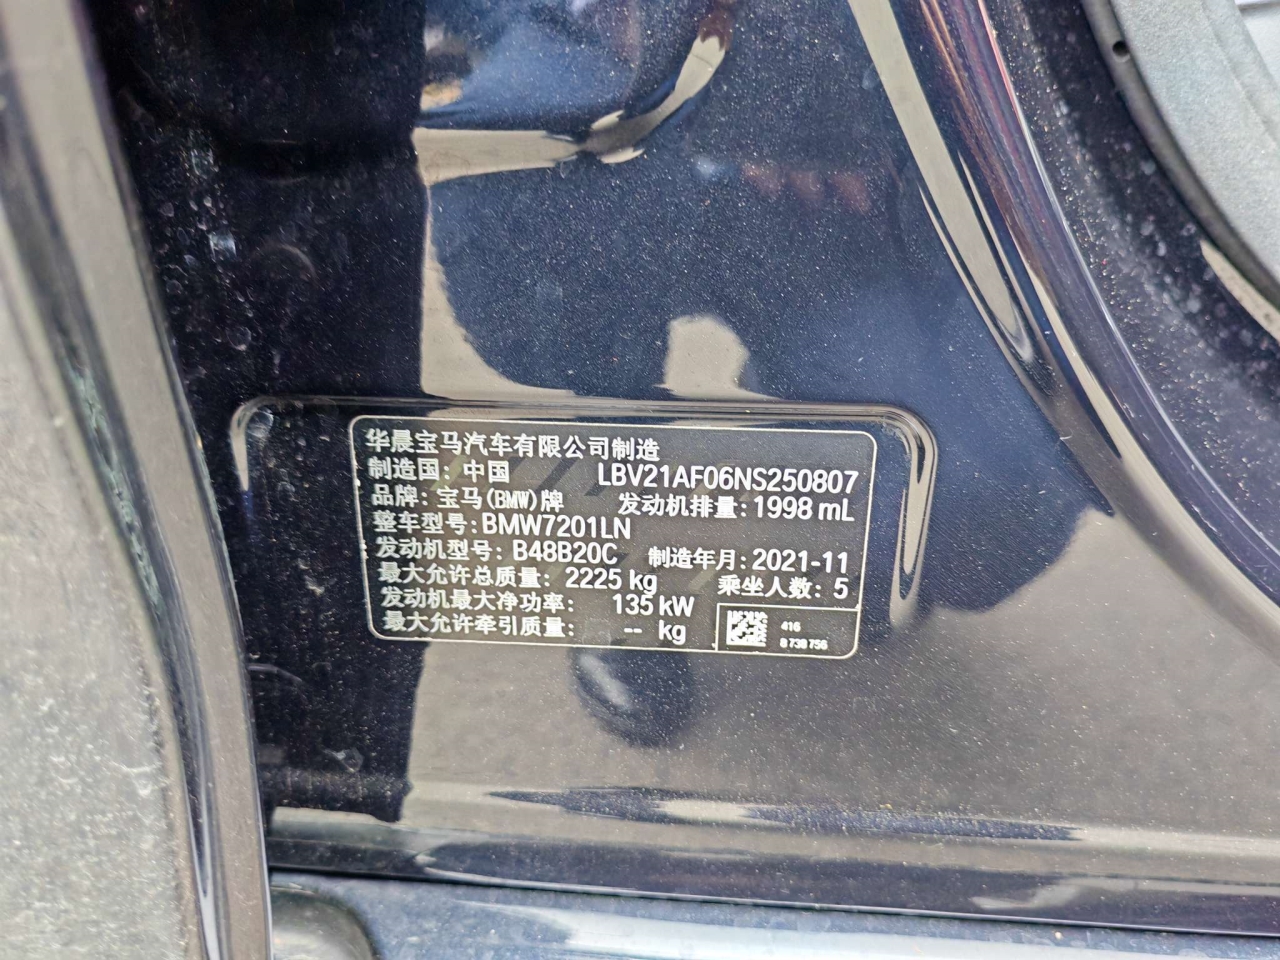 华晨宝马汽车有限公司制造
制造国：中国 LBV21AF06NS250807
品牌：宝马(BMW)牌 发动机排量：1998 mL
整车型号：BMW7201LN
发动机型号：B48B20C 制造年月：2021-11
最大允许总质量：2225 kg 乘坐人数：5
发动机最大净功率： 135 kW
最大允许牵引质量： -- kg
416
8 738 756